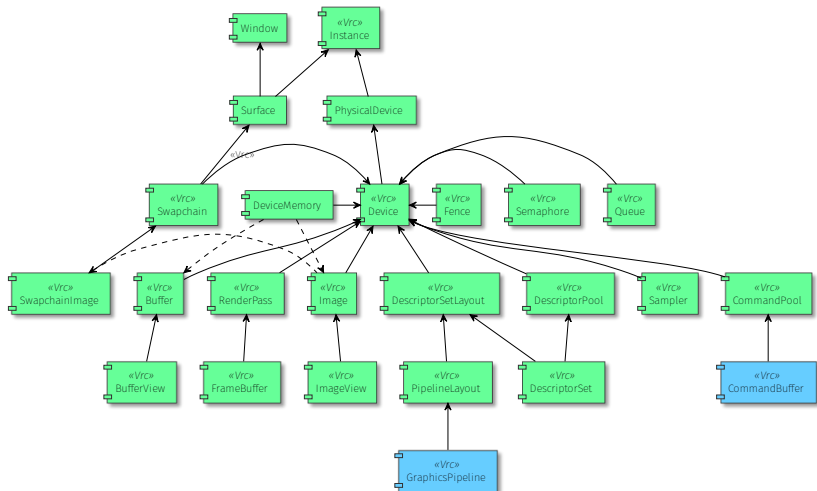 Window
«Vrc»
Instance
Surface
PhysicalDevice
«Vrc»
«Vrc»
Swapchain
DeviceMemory
«Vrc»
Device
«Vrc»
Fence
«Vrc»
Semaphore
«Vrc»
Queue
«Vrc»
SwapchainImage
«Vrc»
Buffer
«Vrc»
RenderPass
«Vrc»
Image
«Vrc»
DescriptorSetLayout
«Vrc»
DescriptorPool
«Vrc»
Sampler
«Vrc»
CommandPool
«Vrc»
BufferView
«Vrc»
FrameBuffer
«Vrc»
ImageView
«Vrc»
PipelineLayout
«Vrc»
DescriptorSet
«Vrc»
CommandBuffer
«Vrc»
GraphicsPipeline